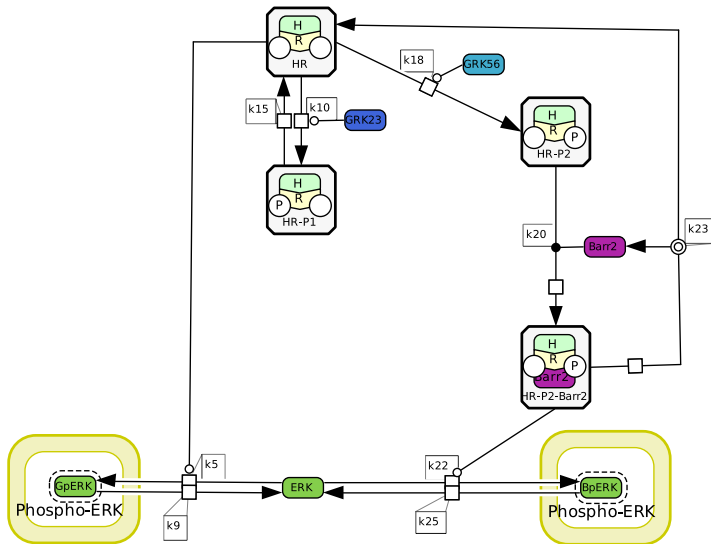 H
R
HR
k18
GRK56
k15
k10
GRK23
H
R
P
HR-P2
H
R
P
HR-P1
k20
Barr2
k23
H
R
P
Barr2
HR-P2-Barr2
k5
k22
GpERK
ERK
BpERK
Phospho-ERK
Phospho-ERK
k9
k25